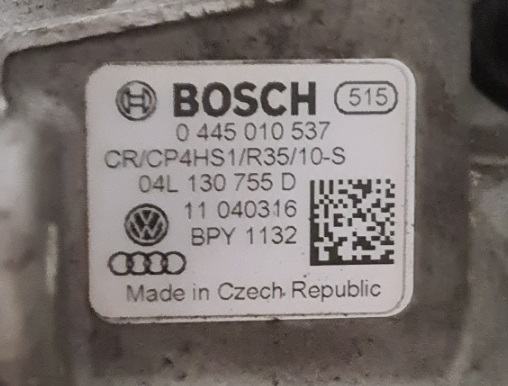 BOSCH 515
0 445 010 537
CR/CP4HS1/R35/10-S
04L 130 755 D
11 040316
BPY 1132
Made in Czech Republic